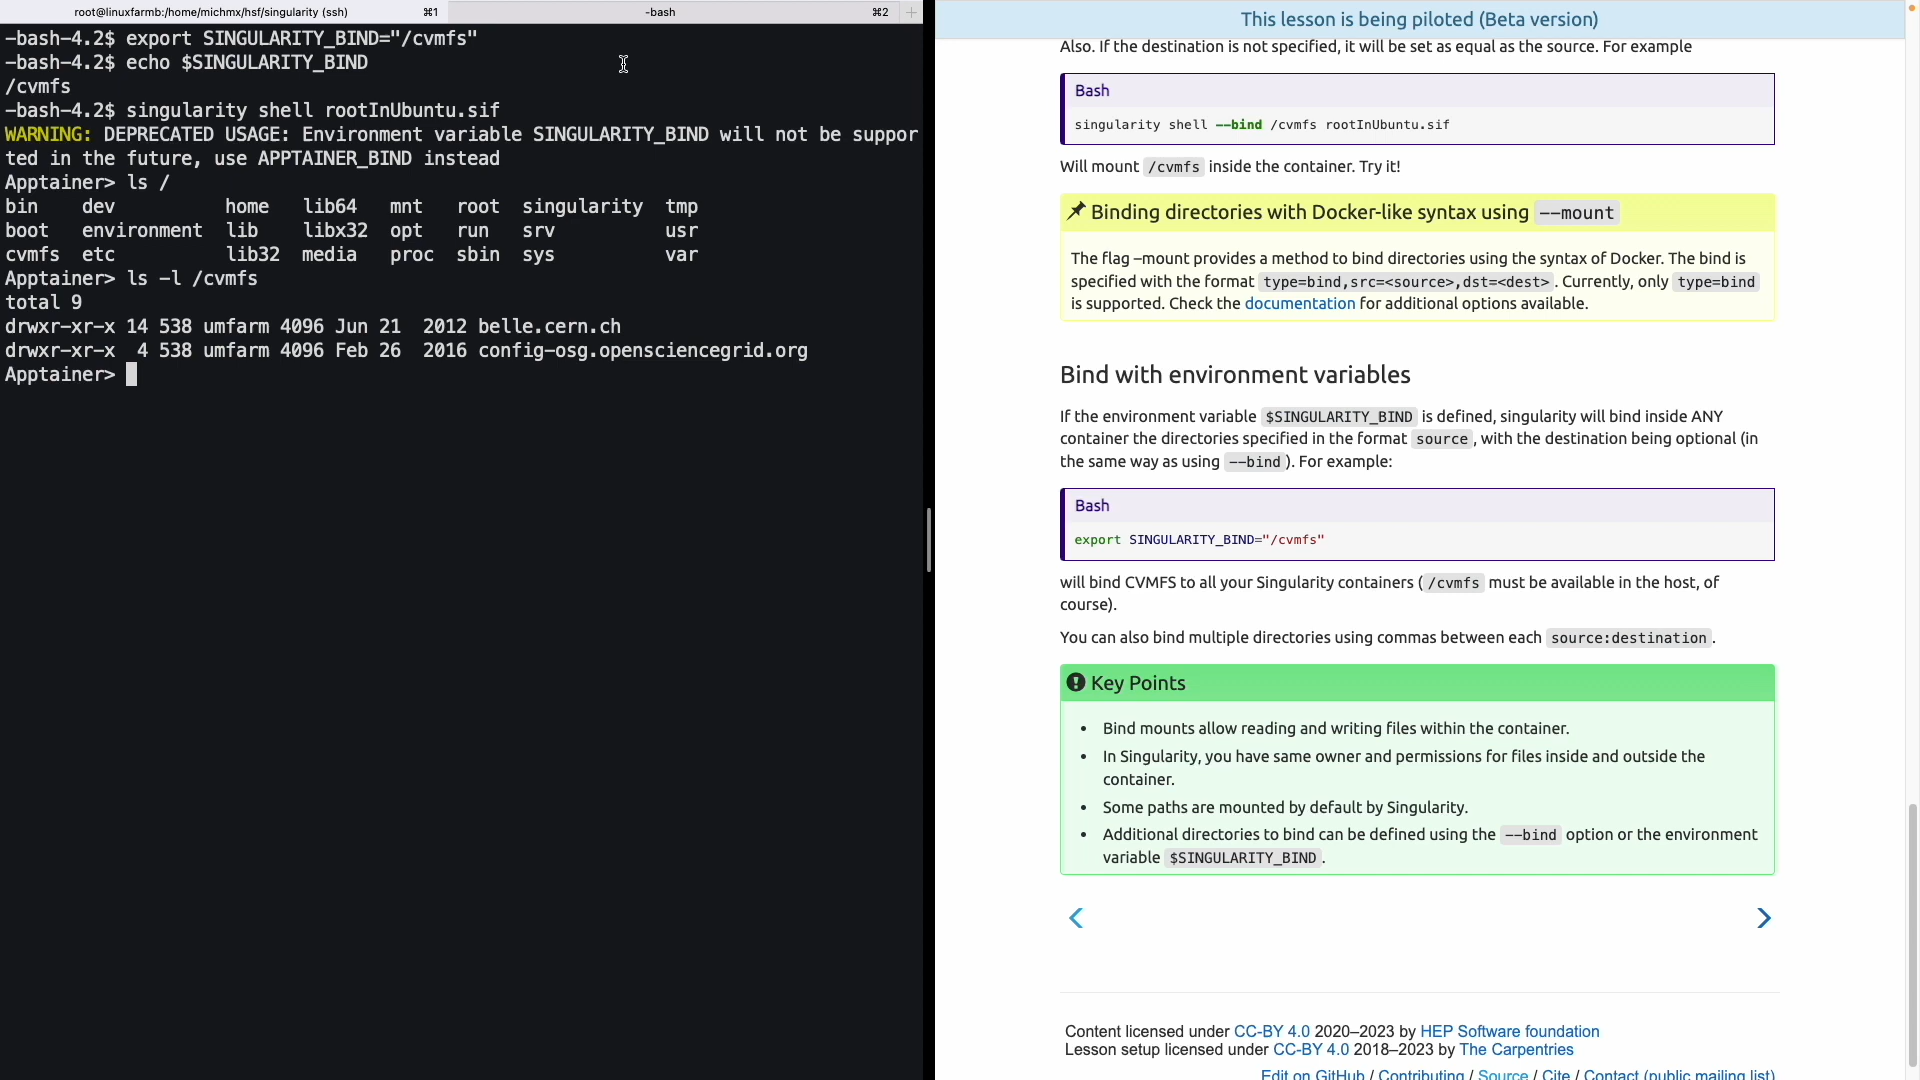 root@linuxfarmb:/home/michmx/hsf/singularity (ssh) ⌘1 -bash ⌘2 +
-bash-4.2$ export SINGULARITY_BIND="/cvmfs"
-bash-4.2$ echo $SINGULARITY_BIND
/cvmfs
-bash-4.2$ singularity shell rootInUbuntu.sif
WARNING: DEPRECATED USAGE: Environment variable SINGULARITY_BIND will not be suppor
ted in the future, use APPTAINER_BIND instead
Apptainer> ls /
bin dev home lib64 mnt root singularity tmp
boot environment lib libx32 opt run srv usr
cvmfs etc lib32 media proc sbin sys var
Apptainer> ls -l /cvmfs
total 9
drwxr-xr-x 14 538 umfarm 4096 Jun 21 2012 belle.cern.ch
drwxr-xr-x 4 538 umfarm 4096 Feb 26 2016 config-osg.opensciencegrid.org
Apptainer>
This lesson is being piloted (Beta version)
Also. If the destination is not specified, it will be set as equal as the source. For example
Bash
singularity shell --bind /cvmfs rootInUbuntu.sif
Will mount /cvmfs inside the container. Try it!
Binding directories with Docker-like syntax using --mount
The flag –mount provides a method to bind directories using the syntax of Docker. The bind is
specified with the format type=bind,src=<source>,dst=<dest>. Currently, only type=bind
is supported. Check the documentation for additional options available.
Bind with environment variables
If the environment variable $SINGULARITY_BIND is defined, singularity will bind inside ANY
container the directories specified in the format source, with the destination being optional (in
the same way as using --bind). For example:
Bash
export SINGULARITY_BIND="/cvmfs"
will bind CVMFS to all your Singularity containers (/cvmfs must be available in the host, of
course).
You can also bind multiple directories using commas between each source:destination.
Key Points
• Bind mounts allow reading and writing files within the container.
• In Singularity, you have same owner and permissions for files inside and outside the
container.
• Some paths are mounted by default by Singularity.
• Additional directories to bind can be defined using the --bind option or the environment
variable $SINGULARITY_BIND.
Content licensed under CC-BY 4.0 2020–2023 by HEP Software foundation
Lesson setup licensed under CC-BY 4.0 2018–2023 by The Carpentries
Edit on GitHub / Contributing / Source / Cite / Contact (public mailing list)